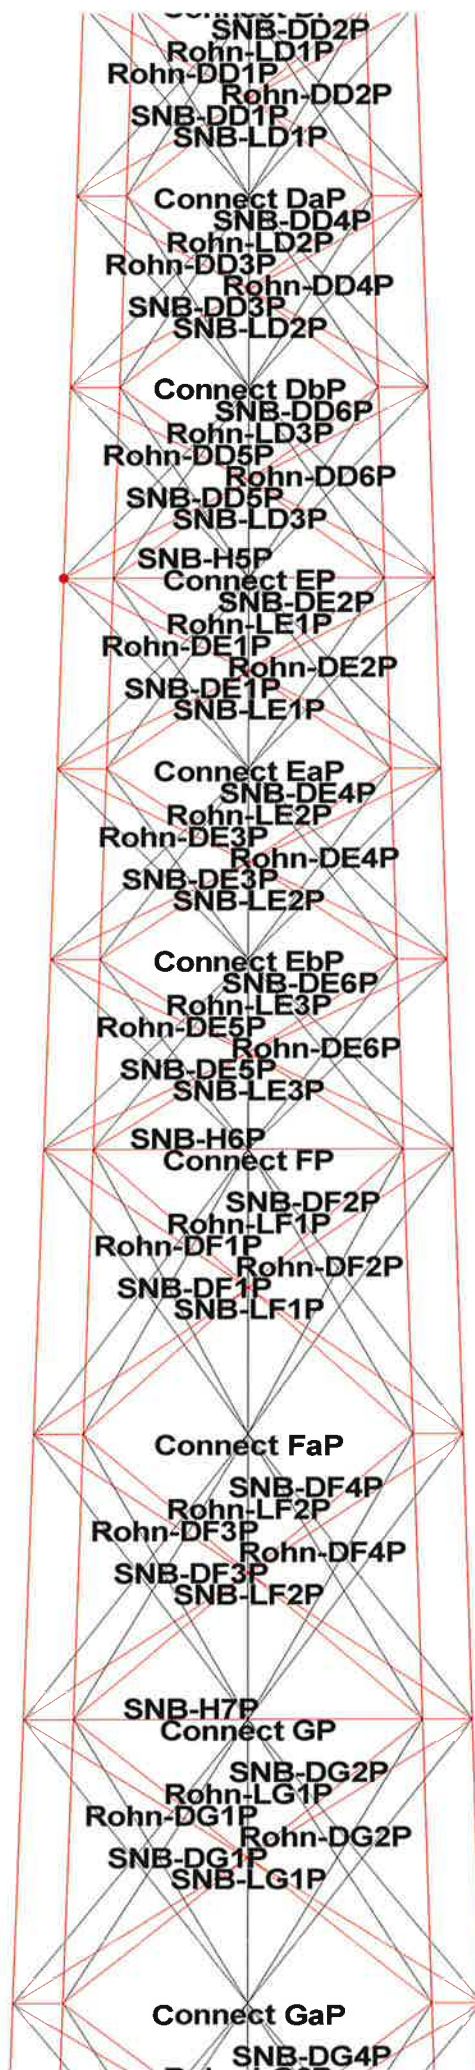 SNB-DD2P
Rohn-LD1P
Rohn-DD1P
Rohn-DD2P
SNB-DD1P
SNB-LD1P
Connect DaP
SNB-DD4P
Rohn-LD2P
Rohn-DD3P
Rohn-DD4P
SNB-DD3P
SNB-LD2P
Connect DbP
SNB-DD6P
Rohn-LD3P
Rohn-DD5P
Rohn-DD6P
SNB-DD5P
SNB-LD3P
SNB-H5P
Connect EP
SNB-DE2P
Rohn-LE1P
Rohn-DE1P
Rohn-DE2P
SNB-DE1P
SNB-LE1P
Connect EaP
SNB-DE4P
Rohn-LE2P
Rohn-DE3P
Rohn-DE4P
SNB-DE3P
SNB-LE2P
Connect EbP
SNB-DE6P
Rohn-LE3P
Rohn-DE5P
Rohn-DE6P
SNB-DE5P
SNB-LE3P
SNB-H6P
Connect FP
SNB-DF2P
Rohn-LF1P
Rohn-DF1P
Rohn-DF2P
SNB-DF1P
SNB-LF1P
Connect FaP
SNB-DF4P
Rohn-LF2P
Rohn-DF3P
Rohn-DF4P
SNB-DF3P
SNB-LF2P
SNB-H7P
Connect GP
SNB-DG2P
Rohn-LG1P
Rohn-DG1P
Rohn-DG2P
SNB-DG1P
SNB-LG1P
Connect GaP
SNB-DG4P